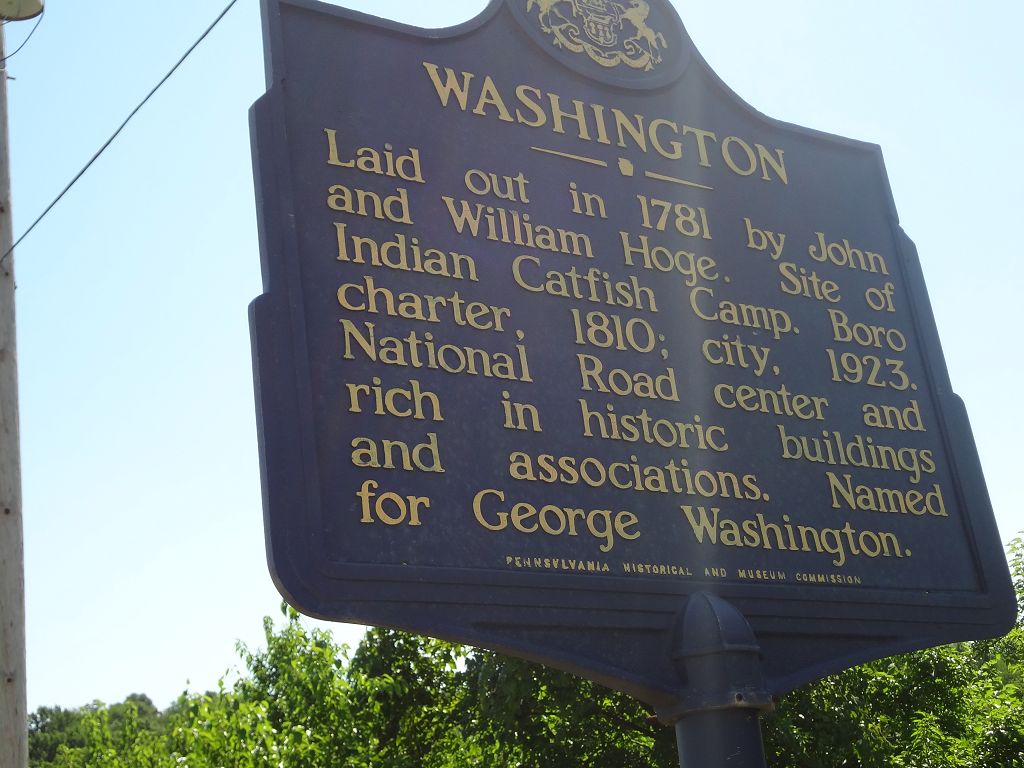 WASHINGTON
Laid out in 1781 by John
and William Hoge. Site of
Indian Catfish Camp. Boro
charter, 1810; city, 1923.
National Road center and
rich in historic buildings
and associations. Named
for George Washington.
PENNSYLVANIA HISTORICAL AND MUSEUM COMMISSION